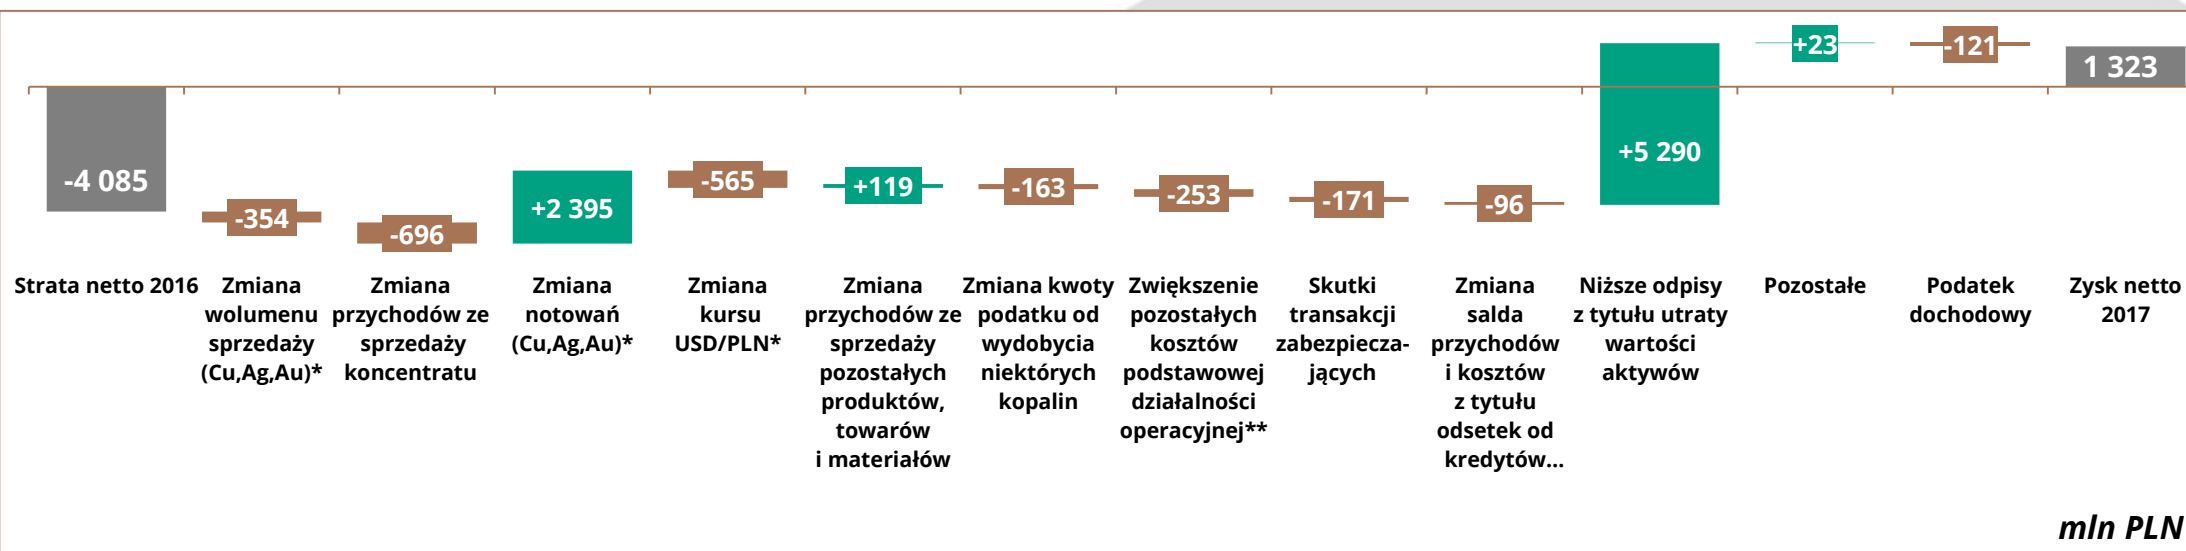 -4 085
-354
-696
+2 395
-565
+119
-163
-253
-171
-96
+5 290
+23
-121
1 323
Strata netto 2016
Zmiana
wolumenu
sprzedaży
(Cu,Ag,Au)*
Zmiana
przychodów ze
sprzedaży
koncentratu
Zmiana
notowań
(Cu,Ag,Au)*
Zmiana
kursu
USD/PLN*
Zmiana
przychodów ze
sprzedaży
pozostałych
produktów,
towarów
i materiałów
Zmiana kwoty
podatku od
wydobycia
niektórych
kopalin
Zwiększenie
pozostałych
kosztów
podstawowej
działalności
operacyjnej**
Skutki
transakcji
zabezpiecza-
jących
Zmiana
salda
przychodów
i kosztów
z tytułu
odsetek od
kredytów…
Niższe odpisy
z tytułu utraty
wartości
aktywów
Pozostałe
Podatek
dochodowy
Zysk netto
2017
mln PLN